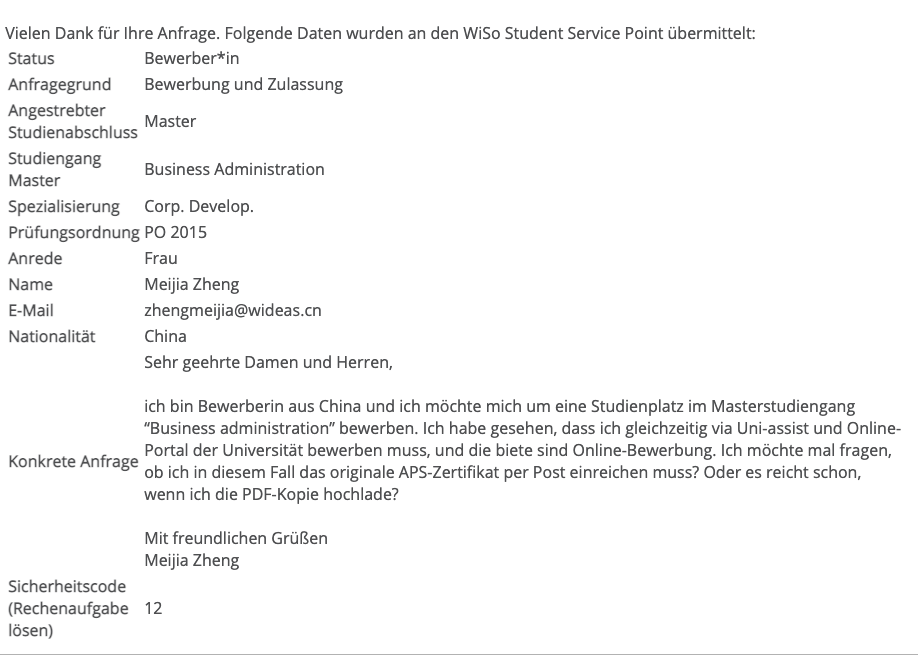 Vielen Dank für Ihre Anfrage. Folgende Daten wurden an den WiSo Student Service Point übermittelt:
Status Bewerber*in
Anfragegrund Bewerbung und Zulassung
Angestrebter
Studienabschluss Master
Studiengang
Master Business Administration
Spezialisierung Corp. Develop.
Prüfungsordnung PO 2015
Anrede Frau
Name Meijia Zheng
E-Mail zhengmeijia@wideas.cn
Nationalität China
Konkrete Anfrage
Sehr geehrte Damen und Herren,
ich bin Bewerberin aus China und ich möchte mich um eine Studienplatz im Masterstudiengang
“Business administration” bewerben. Ich habe gesehen, dass ich gleichzeitig via Uni-assist und Online-
Portal der Universität bewerben muss, und die biete sind Online-Bewerbung. Ich möchte mal fragen,
ob ich in diesem Fall das originale APS-Zertifikat per Post einreichen muss? Oder es reicht schon,
wenn ich die PDF-Kopie hochlade?
Mit freundlichen Grüßen
Meijia Zheng
Sicherheitscode
(Rechenaufgabe 12
lösen)